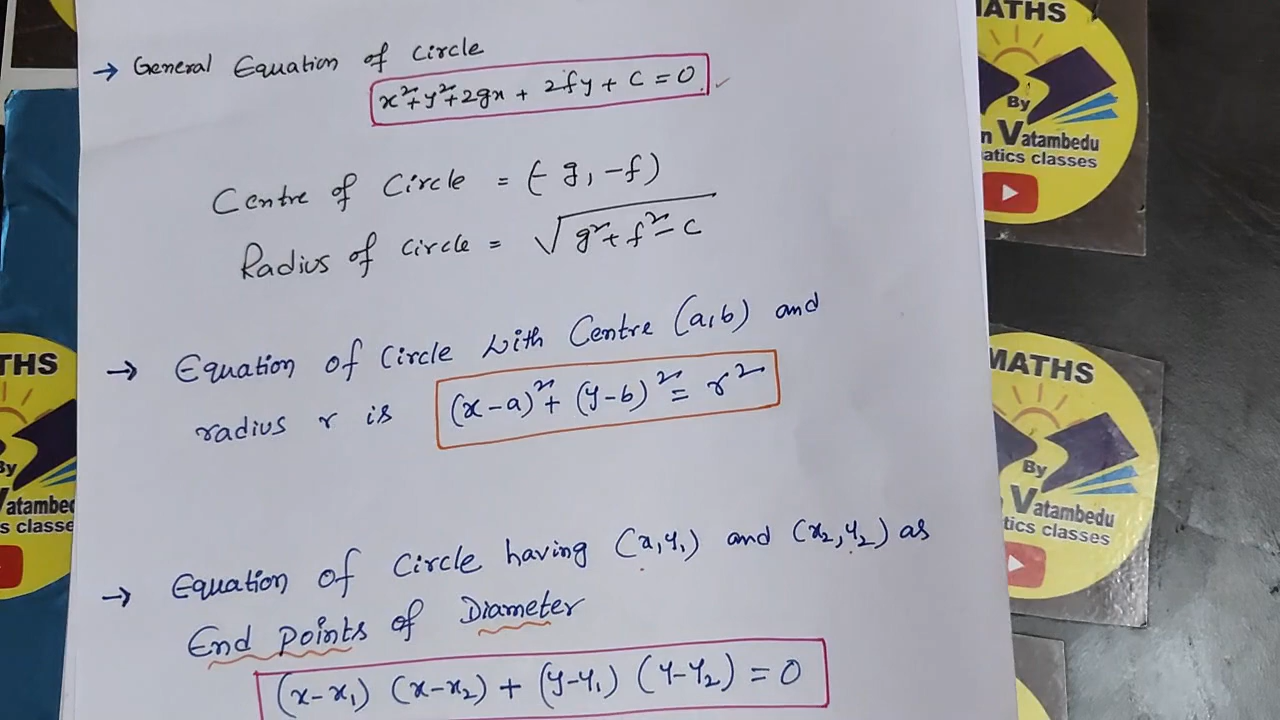 → General Equation of Circle
x²+y²+2gx + 2fy + c = 0
Centre of Circle = (-g, -f)
Radius of circle = √g²+f²-c
→ Equation of Circle with Centre (a,b) and
radius r is (x-a)²+ (y-b)² = r²
→ Equation of Circle having (x,y₁) and (x₂,y₂) as
End points of Diameter
(x-x₁) (x-x₂) + (y-y₁) (y-y₂) = 0
MATHS
By
n Vatambedu
atics classes
MATHS
By
Vatambedu
tics classes
THS
By
Vatambed
s classe